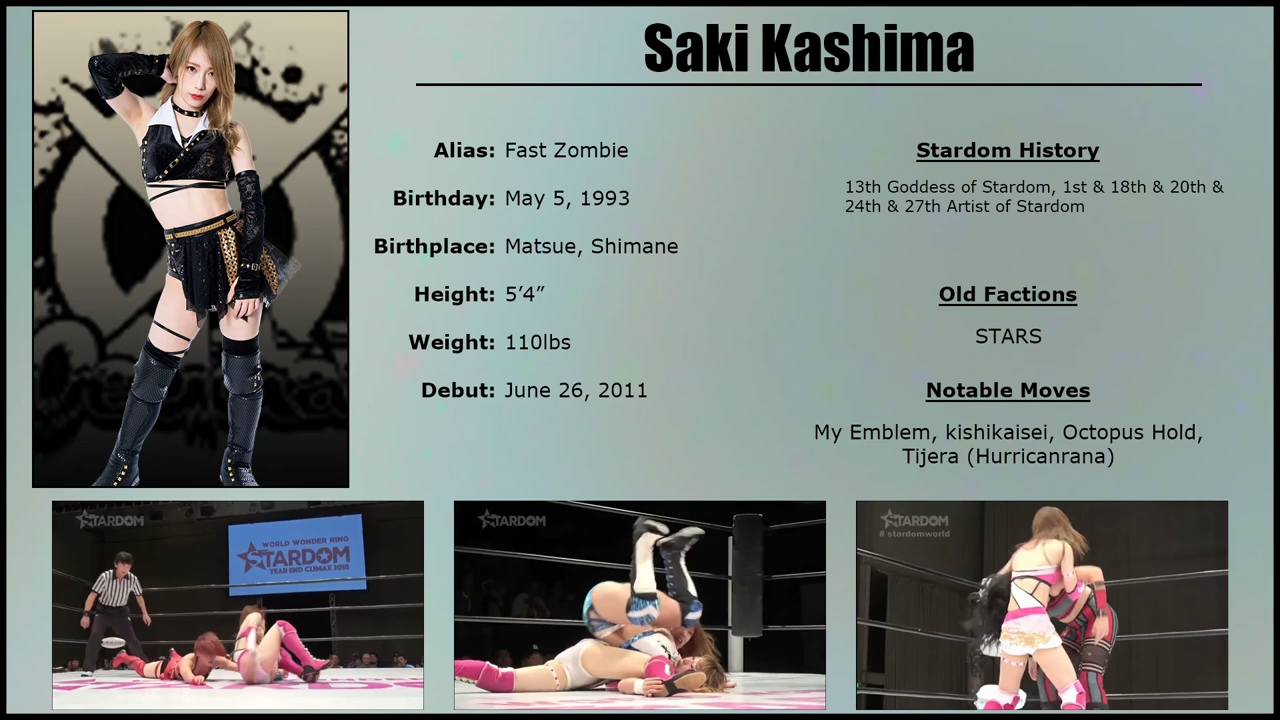 Saki Kashima
Alias: Fast Zombie
Birthday: May 5, 1993
Birthplace: Matsue, Shimane
Height: 5’4”
Weight: 110lbs
Debut: June 26, 2011
Stardom History
13th Goddess of Stardom, 1st & 18th & 20th &
24th & 27th Artist of Stardom
Old Factions
STARS
Notable Moves
My Emblem, kishikaisei, Octopus Hold,
Tijera (Hurricanrana)
STARDOM
WORLD WONDER RING
STARDOM
YEAR END CLIMAX 2018
STARDOM
STARDOM
# stardomworld